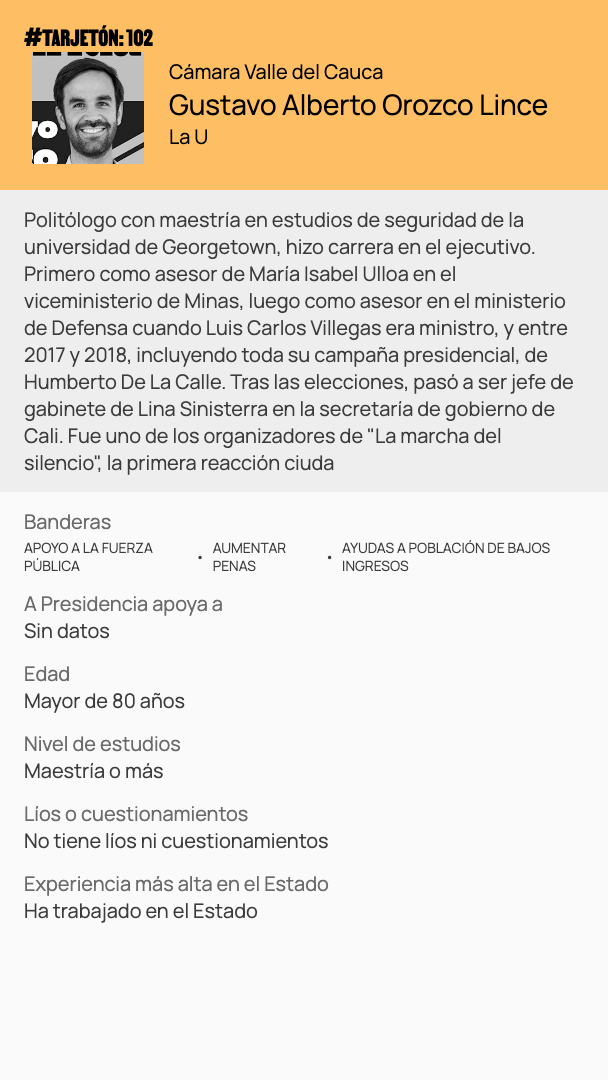 #TARJETÓN: 102
Cámara Valle del Cauca
Gustavo Alberto Orozco Lince
La U
Politólogo con maestría en estudios de seguridad de la
universidad de Georgetown, hizo carrera en el ejecutivo.
Primero como asesor de María Isabel Ulloa en el
viceministerio de Minas, luego como asesor en el ministerio
de Defensa cuando Luis Carlos Villegas era ministro, y entre
2017 y 2018, incluyendo toda su campaña presidencial, de
Humberto De La Calle. Tras las elecciones, pasó a ser jefe de
gabinete de Lina Sinisterra en la secretaría de gobierno de
Cali. Fue uno de los organizadores de "La marcha del
silencio", la primera reacción ciuda
Banderas
APOYO A LA FUERZA PÚBLICA · AUMENTAR PENAS · AYUDAS A POBLACIÓN DE BAJOS INGRESOS
A Presidencia apoya a
Sin datos
Edad
Mayor de 80 años
Nivel de estudios
Maestría o más
Líos o cuestionamientos
No tiene líos ni cuestionamientos
Experiencia más alta en el Estado
Ha trabajado en el Estado